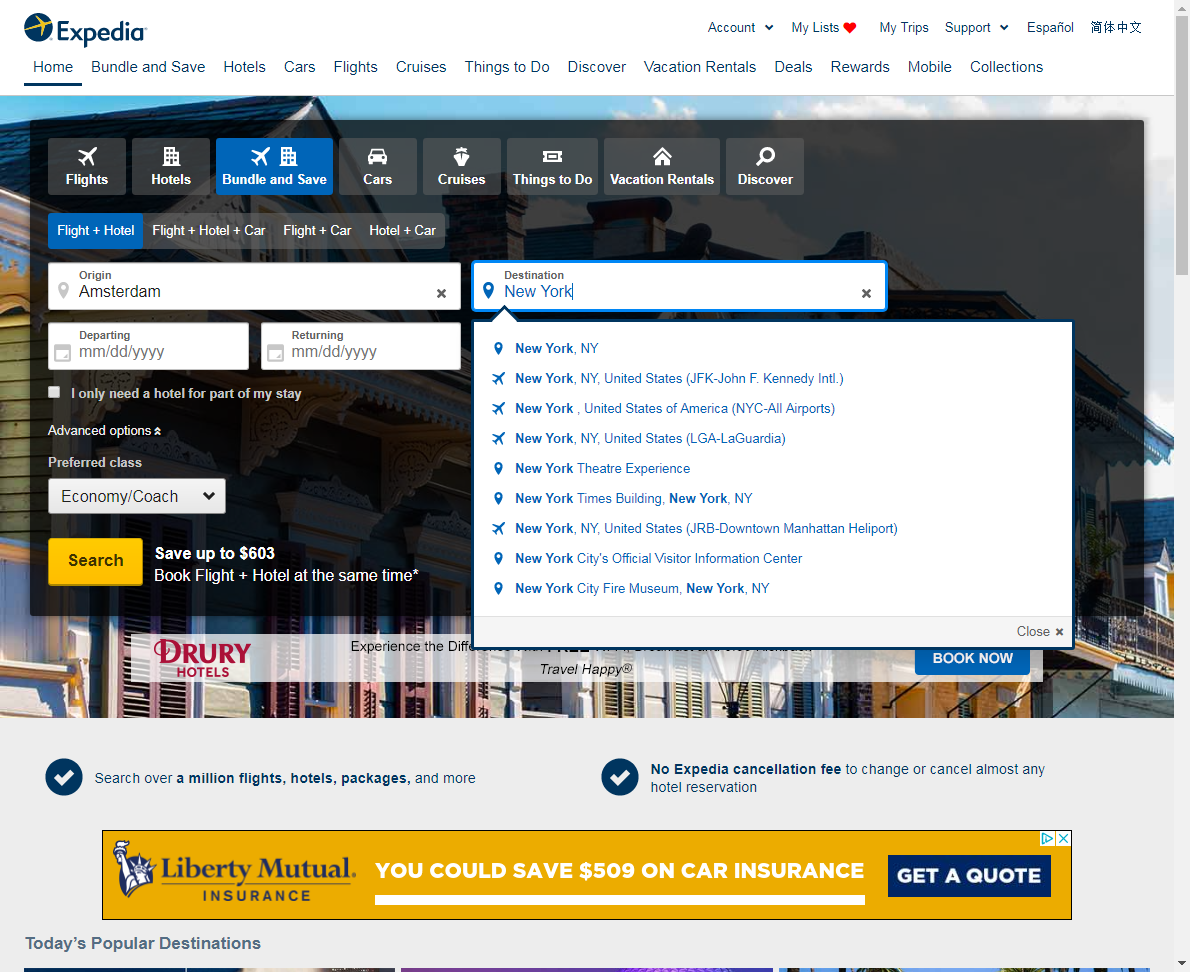 Expedia
Account
My Lists
My Trips
Support
Español
简体中文
Home
Bundle and Save
Hotels
Cars
Flights
Cruises
Things to Do
Discover
Vacation Rentals
Deals
Rewards
Mobile
Collections
Flights
Hotels
Bundle and Save
Cars
Cruises
Things to Do
Vacation Rentals
Discover
Flight + Hotel
Flight + Hotel + Car
Flight + Car
Hotel + Car
Origin
Amsterdam
Destination
New York
Departing
mm/dd/yyyy
Returning
mm/dd/yyyy
I only need a hotel for part of my stay
Advanced options
Preferred class
Economy/Coach
Search
Save up to $603
Book Flight + Hotel at the same time*
New York, NY
New York, NY, United States (JFK-John F. Kennedy Intl.)
New York , United States of America (NYC-All Airports)
New York, NY, United States (LGA-LaGuardia)
New York Theatre Experience
New York Times Building, New York, NY
New York, NY, United States (JRB-Downtown Manhattan Heliport)
New York City's Official Visitor Information Center
New York City Fire Museum, New York, NY
Close
DRURY
HOTELS
Experience the
Travel Happy®
BOOK NOW
Search over a million flights, hotels, packages, and more
No Expedia cancellation fee to change or cancel almost any
hotel reservation
Liberty Mutual.
INSURANCE
YOU COULD SAVE $509 ON CAR INSURANCE
GET A QUOTE
Today's Popular Destinations